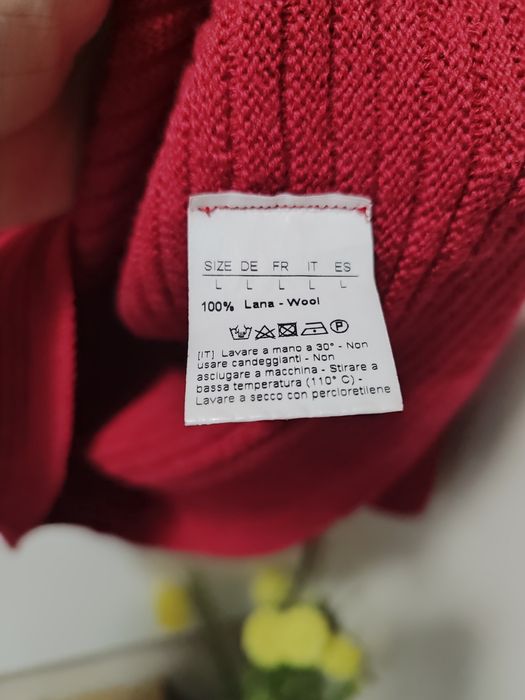 SIZE DE FR IT ES
L L L L L
100% Lana - Wool
P
[IT] Lavare a mano a 30° - Non
usare candeggianti - Non
asciugare a macchina - Stirare a
bassa temperatura (110° C) -
Lavare a secco con percloretilene